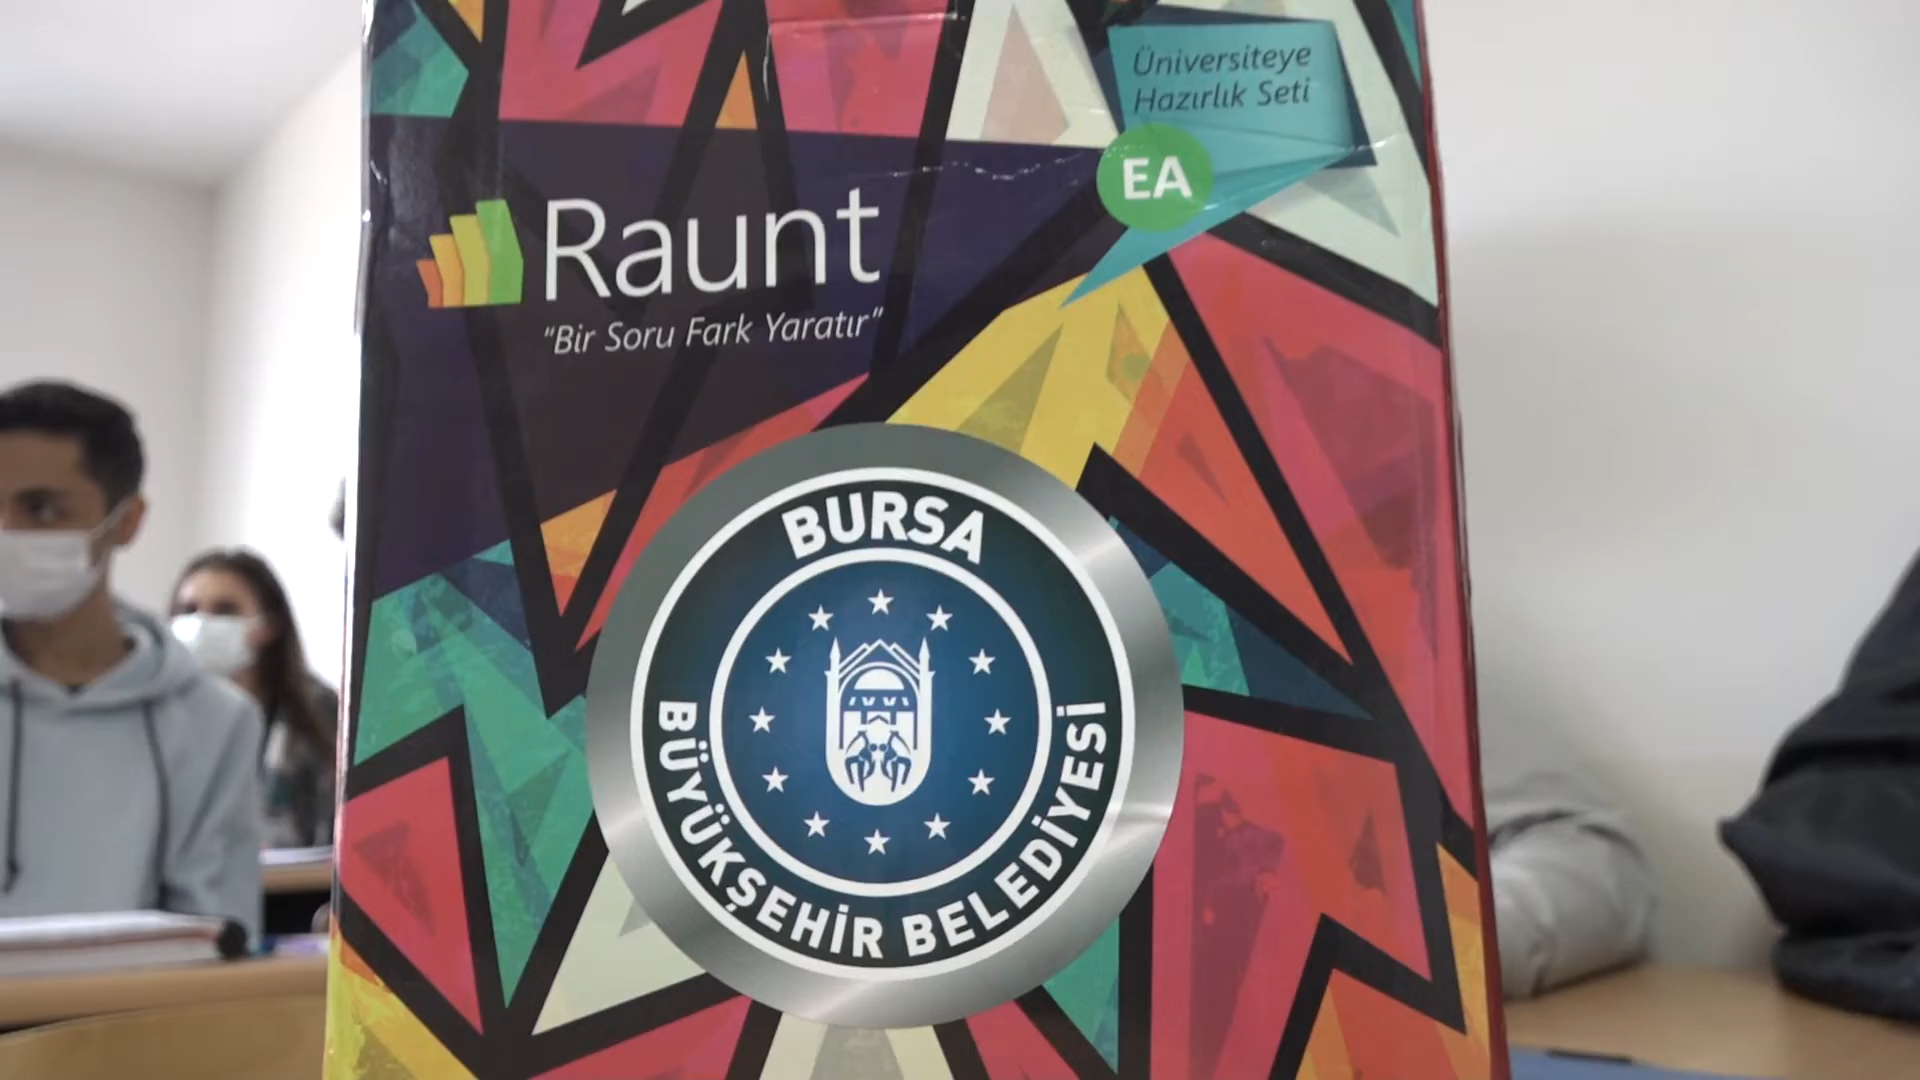 Üniversiteye
Hazırlık Seti
EA
Raunt
"Bir Soru Fark Yaratır"
BURSA
BÜYÜKŞEHİR BELEDİYESİ